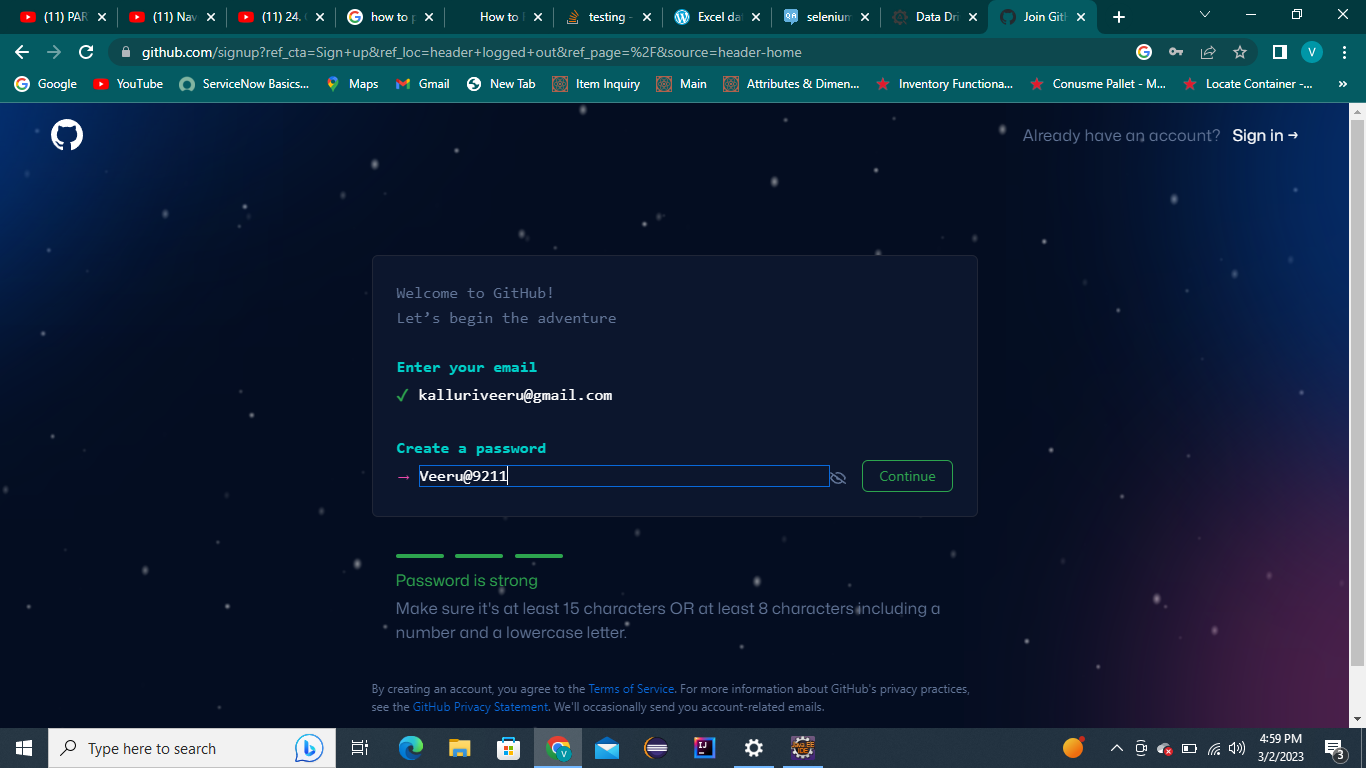 (11) PAR
(11) Nav
(11) 24.
how to p
How to
testing -
Excel da
selenium
Data Dri
Join Git
github.com/signup?ref_cta=Sign+up&ref_loc=header+logged+out&ref_page=%2F&source=header-home
V
Google
YouTube
ServiceNow Basics...
Maps
Gmail
New Tab
Item Inquiry
Main
Attributes & Dimen...
Inventory Functiona...
Conusme Pallet - M...
Locate Container -...
»
Already have an account? Sign in →
Welcome to GitHub!
Let's begin the adventure
Enter your email
✓ kalluriveeru@gmail.com
Create a password
→ Veeru@9211
Continue
Password is strong
Make sure it's at least 15 characters OR at least 8 characters including a
number and a lowercase letter.
By creating an account, you agree to the Terms of Service. For more information about GitHub's privacy practices,
see the GitHub Privacy Statement. We'll occasionally send you account-related emails.
Type here to search
4:59 PM
3/2/2023
3